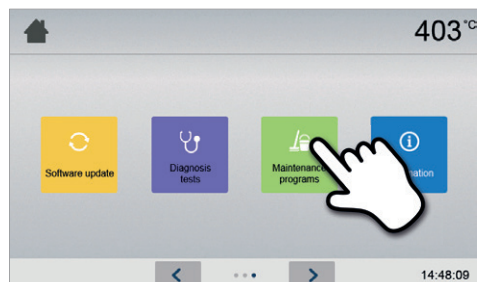 403 °C
Software update
Diagnosis
tests
Maintenance
programs
14:48:09